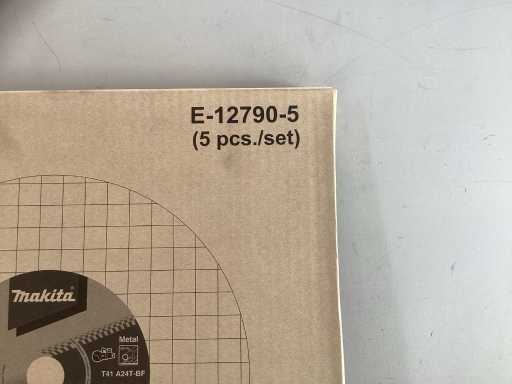 E-12790-5
(5 pcs./set)
Makita
Metal
T41 A24T-BF